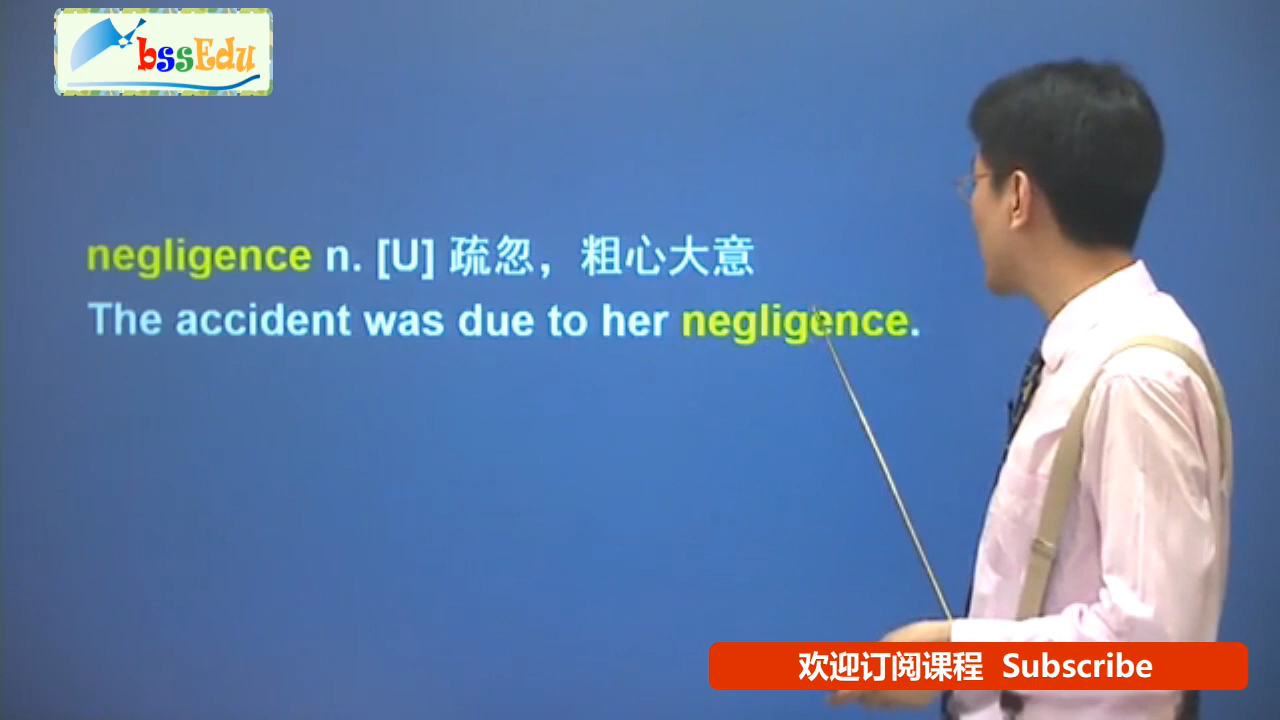 bssEdu
negligence n. [U] 疏忽，粗心大意
The accident was due to her negligence.
欢迎订阅课程 Subscribe